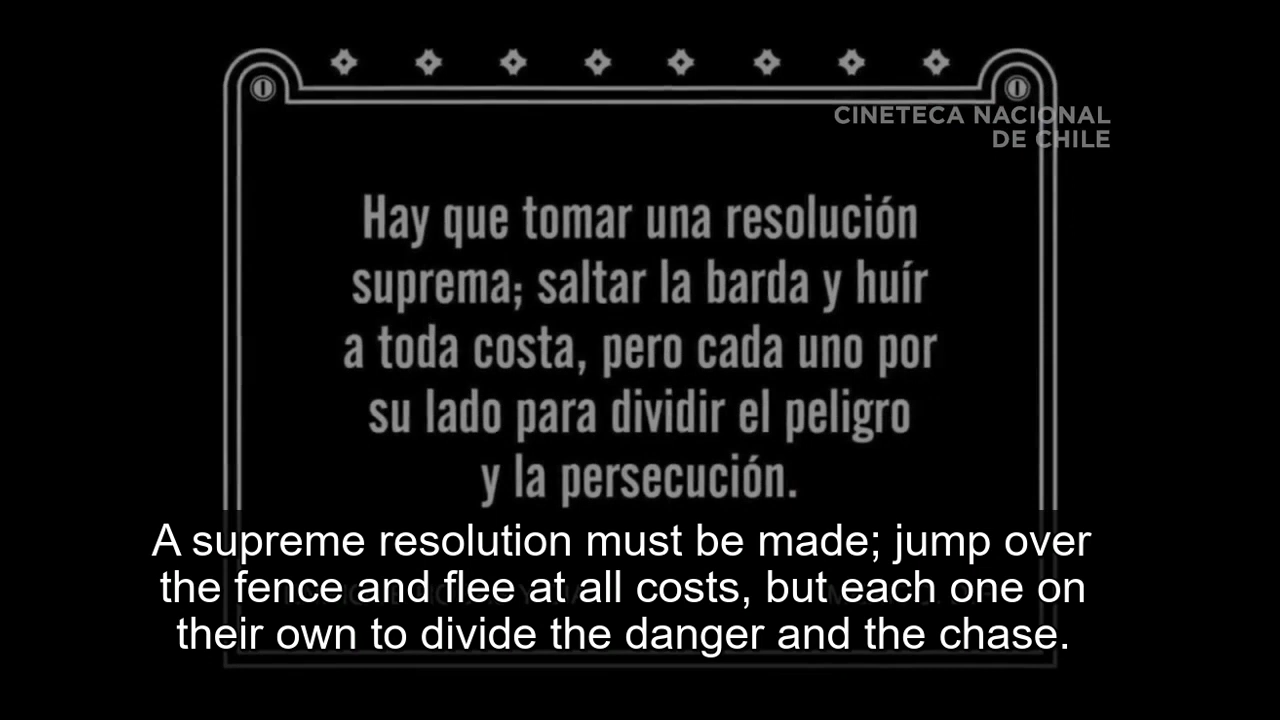 CINETECA NACIONAL
DE CHILE
Hay que tomar una resolución
suprema; saltar la barda y huír
a toda costa, pero cada uno por
su lado para dividir el peligro
y la persecución.
A supreme resolution must be made; jump over
the fence and flee at all costs, but each one on
their own to divide the danger and the chase.